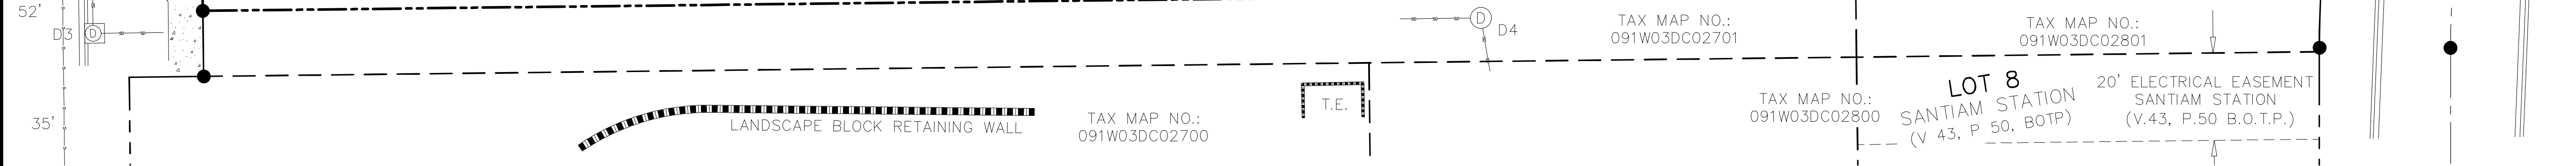 52'
D3
D
D
D4
TAX MAP NO.:
091W03DC02701
TAX MAP NO.:
091W03DC02801
35'
LANDSCAPE BLOCK RETAINING WALL
TAX MAP NO.:
091W03DC02700
T.E.
TAX MAP NO.:
091W03DC02800
LOT 8
SANTIAM STATION
(V 43, P 50, BOTP)
20' ELECTRICAL EASEMENT
SANTIAM STATION
(V.43, P.50 B.O.T.P.)